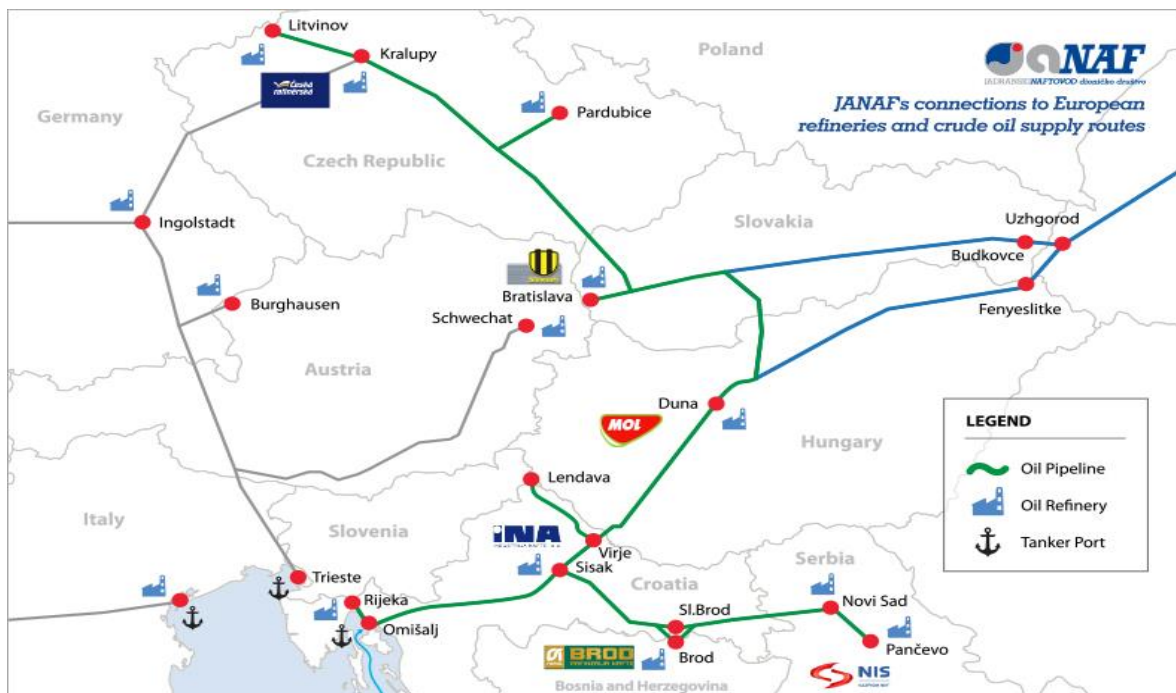 Litvinov
Kralupy
Poland
JANAF
JADRANSKI NAFTOVOD dioničko društvo
JANAF's connections to European
refineries and crude oil supply routes
Česká
rafinérská
Germany
Pardubice
Czech Republic
Ingolstadt
Slovakia
Uzhgorod
Budkovce
Burghausen
Bratislava
Schwechat
Fenyeslitke
Austria
Duna
MOL
Hungary
LEGEND
Oil Pipeline
Oil Refinery
Tanker Port
Lendava
Italy
Slovenia
INA
Virje
Sisak
Serbia
Trieste
Croatia
Rijeka
Novi Sad
Sl.Brod
Omišalj
Pančevo
BROD
Brod
NIS
Bosnia and Herzegovina